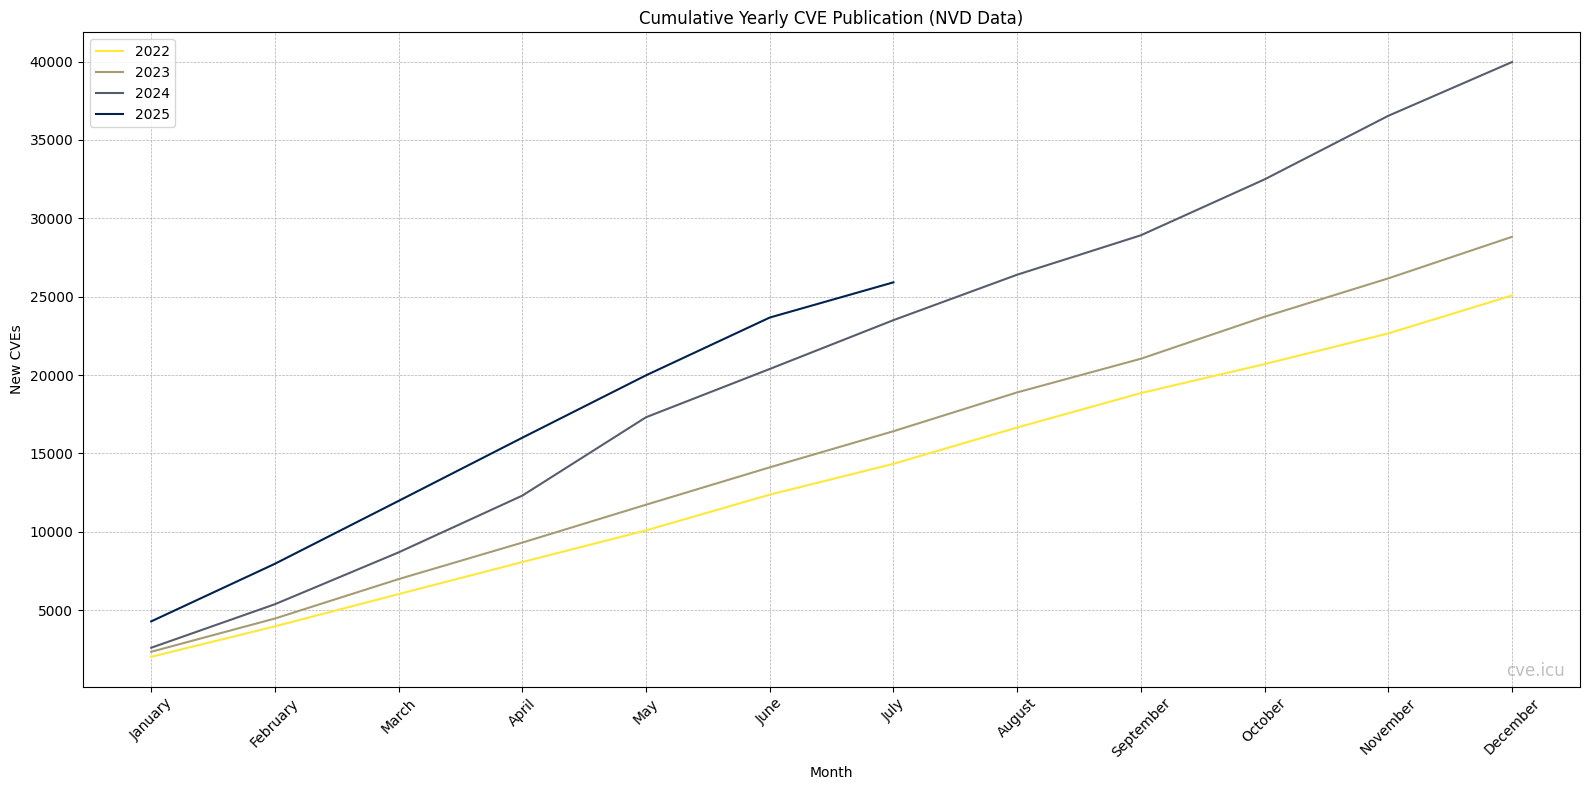 Cumulative Yearly CVE Publication (NVD Data)
2022
2023
2024
2025
40000
35000
30000
25000
20000
15000
10000
5000
New CVEs
cve.icu
January
February
March
April
May
June
July
August
September
October
November
December
Month